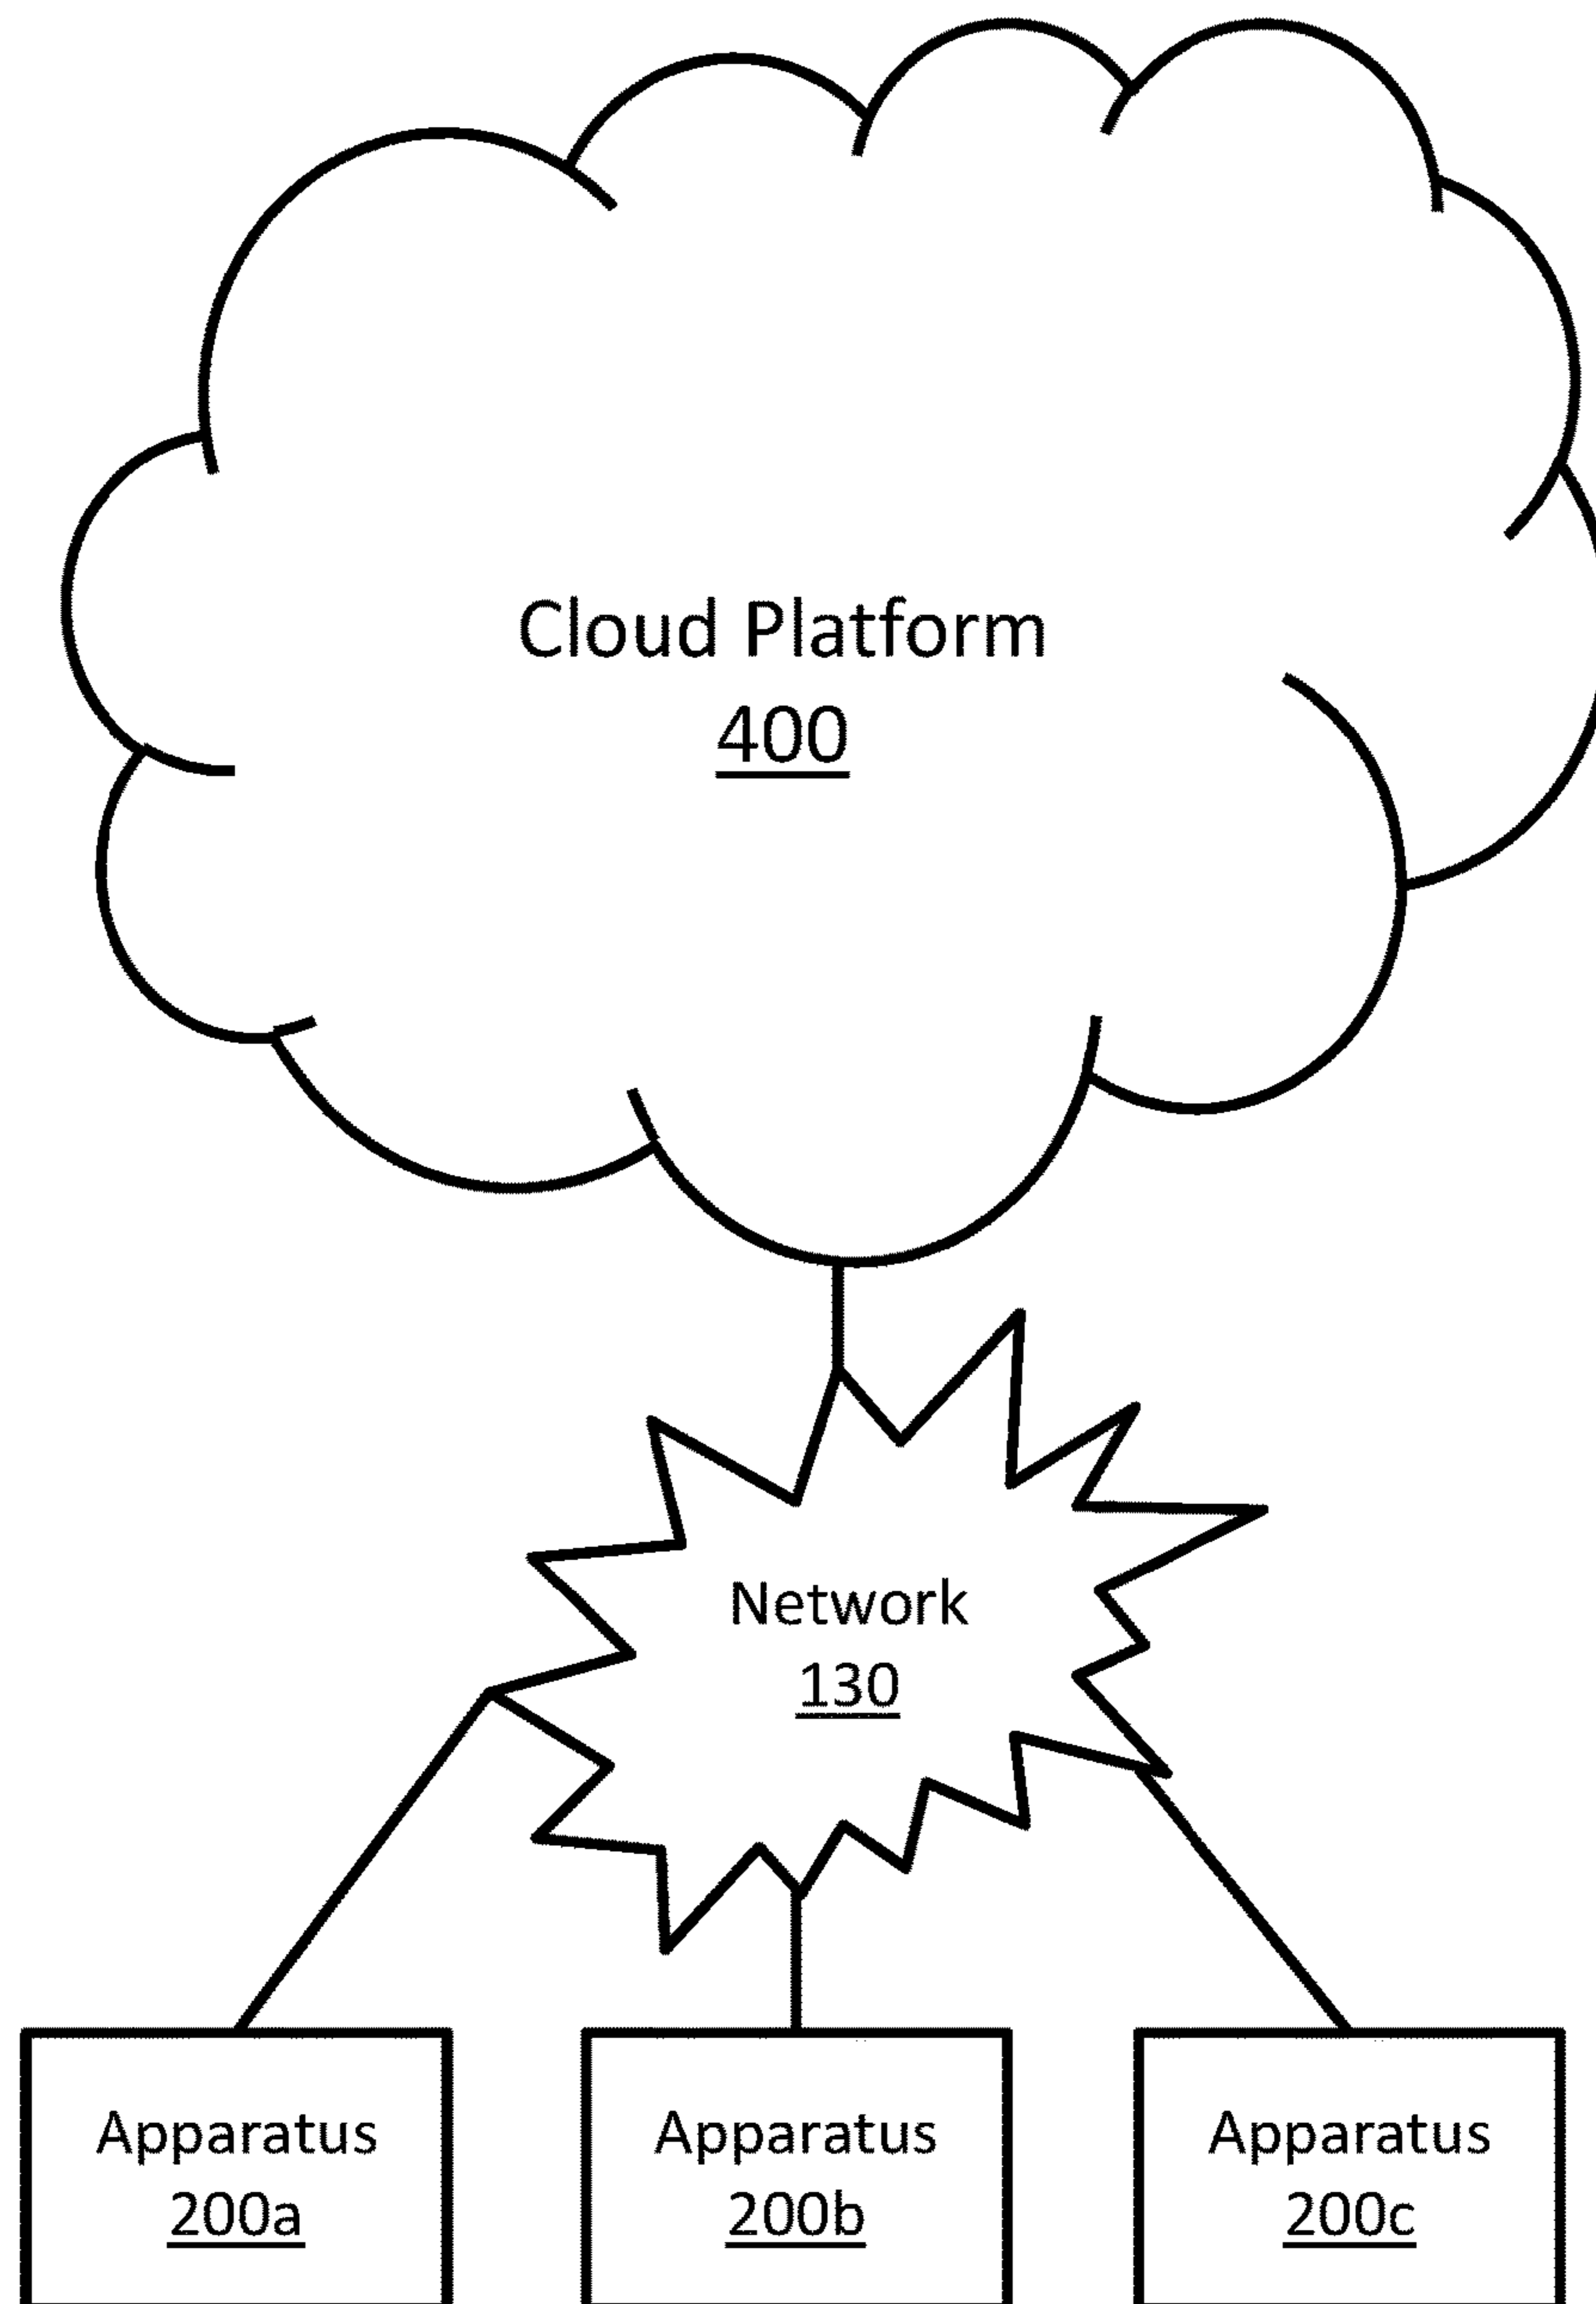 Cloud Platform
400
Network
130
Apparatus
200a
Apparatus
200b
Apparatus
200c